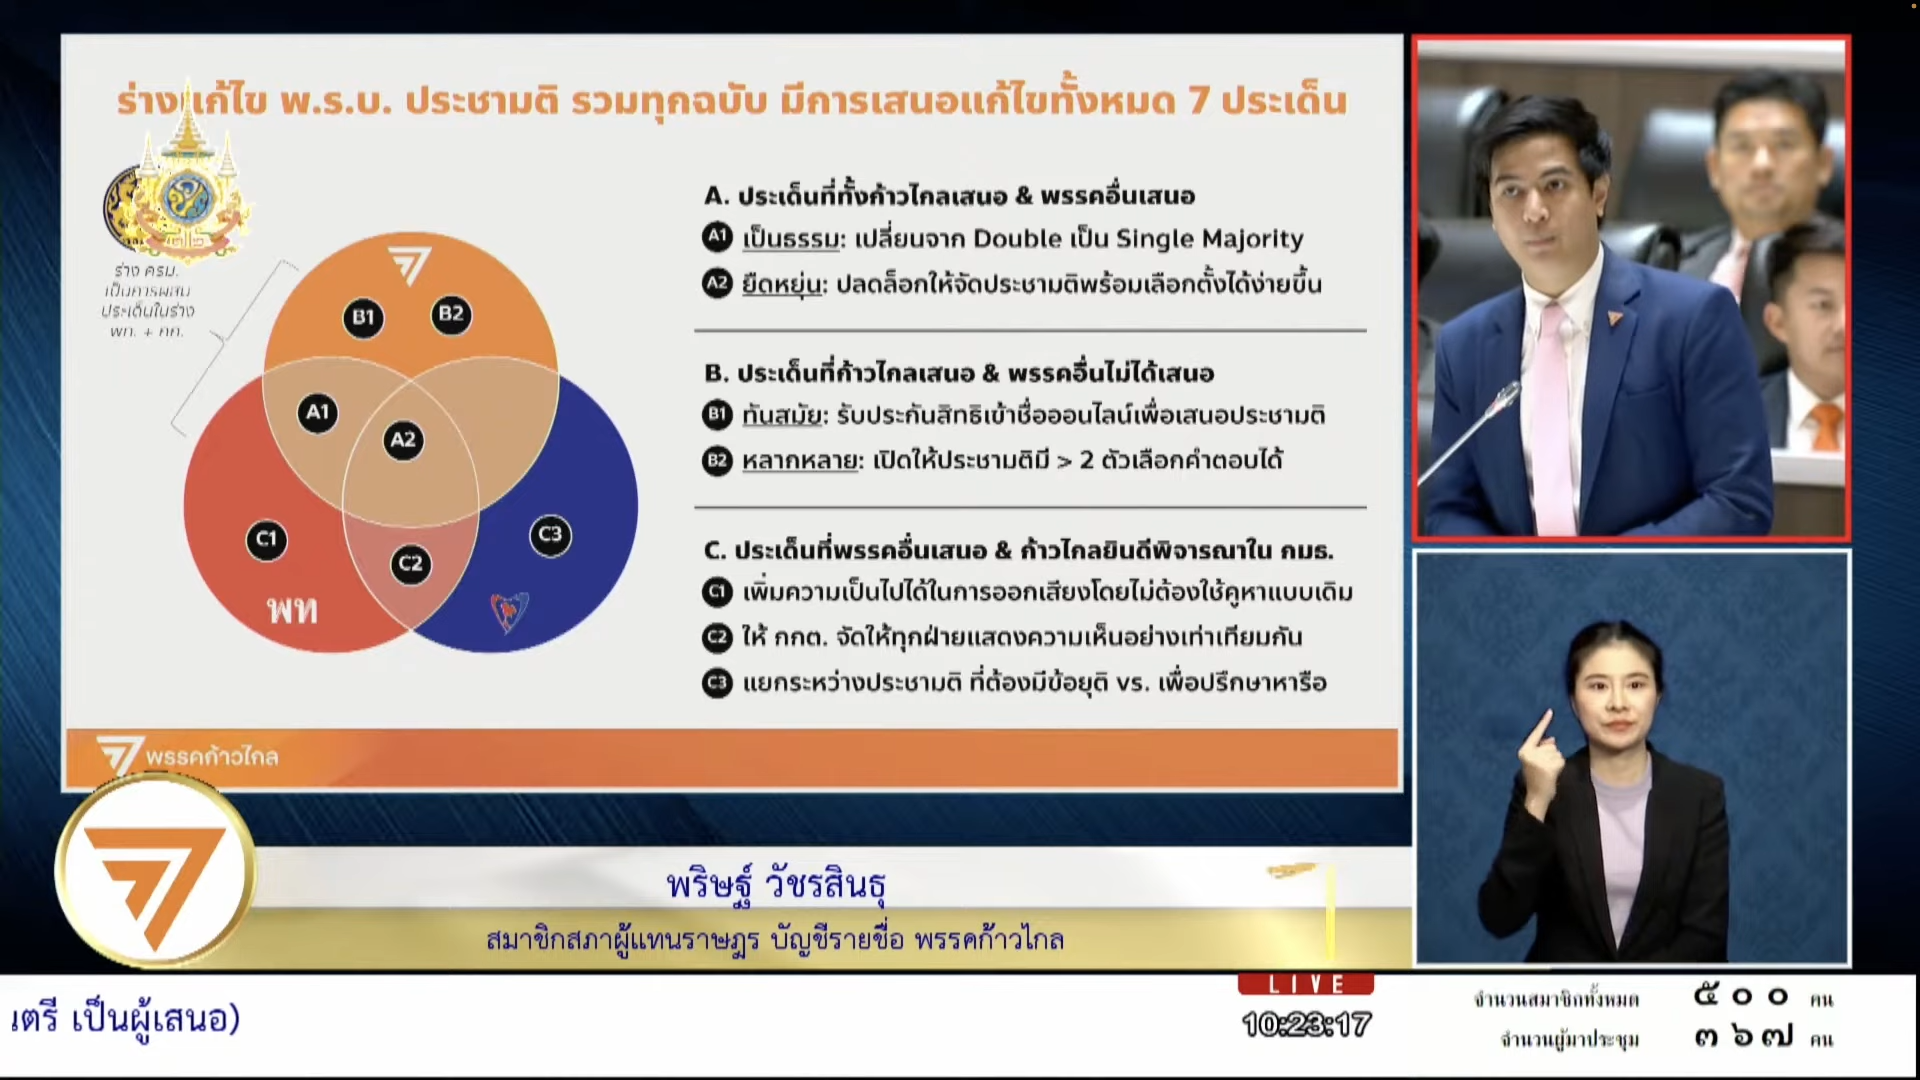 ร่างแก้ไข พ.ร.บ. ประชามติ รวมทุกฉบับ มีการเสนอแก้ไขทั้งหมด 7 ประเด็น
ร่าง ครม.
เป็นการผสม
ประเด็นในร่าง
พท. + กก.
B1
B2
A1
A2
C1
C2
C3
พท
A. ประเด็นที่ทั้งก้าวไกลเสนอ & พรรคอื่นเสนอ
A1 เป็นธรรม: เปลี่ยนจาก Double เป็น Single Majority
A2 ยืดหยุ่น: ปลดล็อกให้จัดประชามติพร้อมเลือกตั้งได้ง่ายขึ้น
B. ประเด็นที่ก้าวไกลเสนอ & พรรคอื่นไม่ได้เสนอ
B1 ทันสมัย: รับประกันสิทธิเข้าชื่อออนไลน์เพื่อเสนอประชามติ
B2 หลากหลาย: เปิดให้ประชามติมี > 2 ตัวเลือกคำตอบได้
C. ประเด็นที่พรรคอื่นเสนอ & ก้าวไกลยินดีพิจารณาใน กมธ.
C1 เพิ่มความเป็นไปได้ในการออกเสียงโดยไม่ต้องใช้คูหาแบบเดิม
C2 ให้ กกต. จัดให้ทุกฝ่ายแสดงความเห็นอย่างเท่าเทียมกัน
C3 แยกระหว่างประชามติ ที่ต้องมีข้อยุติ vs. เพื่อปรึกษาหารือ
พรรคก้าวไกล
พริษฐ์ วัชรสินธุ
สมาชิกสภาผู้แทนราษฎร บัญชีรายชื่อ พรรคก้าวไกล
เตรี เป็นผู้เสนอ)
LIVE
10:23:17
จำนวนสมาชิกทั้งหมด ๕๐๐ คน
จำนวนผู้มาประชุม ๓๖๗ คน